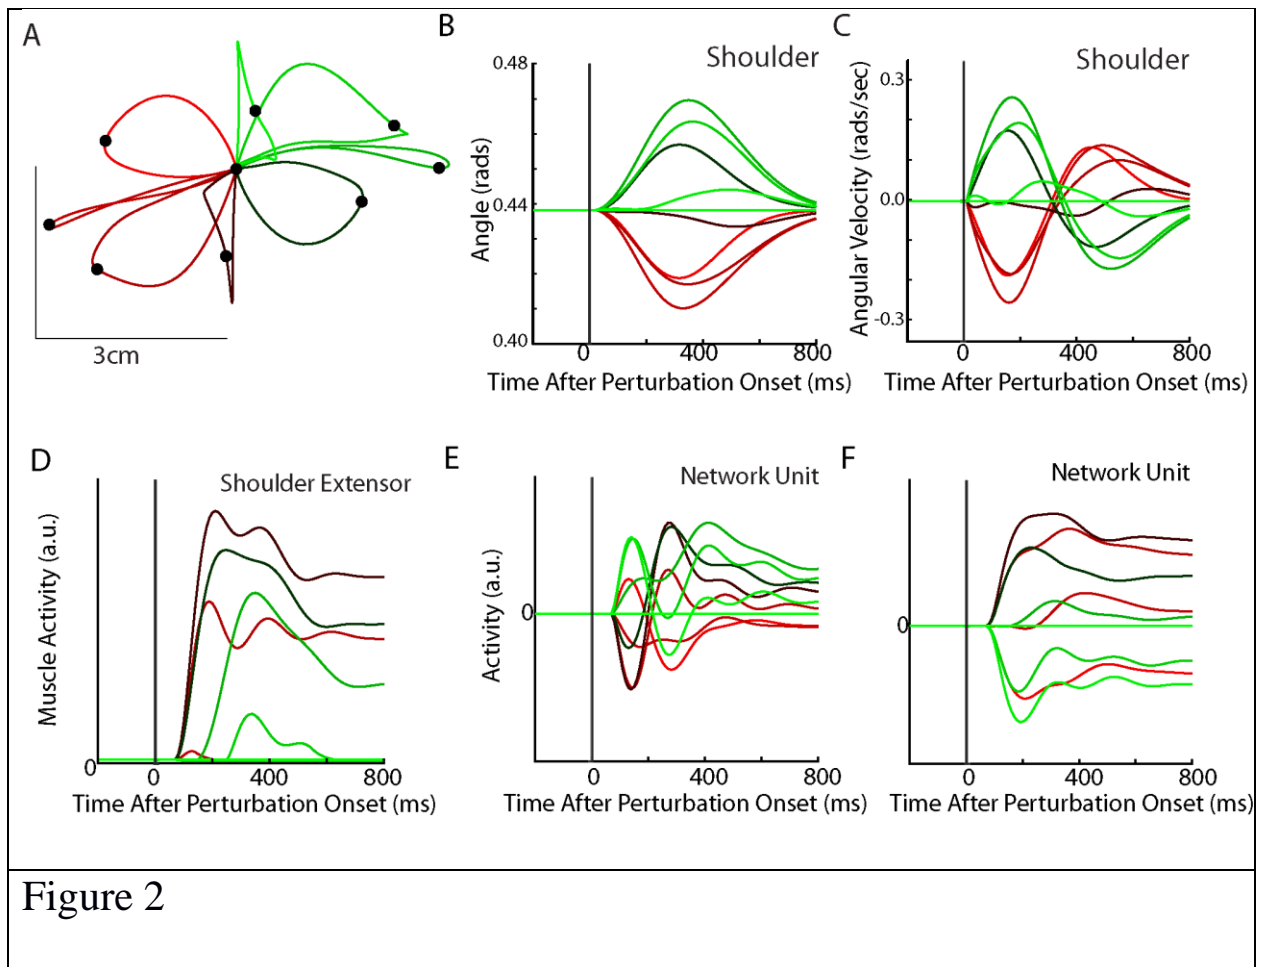 A
3cm
B
Shoulder
0.48
0.44
0.40
Angle (rads)
0
400
800
Time After Perturbation Onset (ms)
C
Shoulder
0.3
0.0
-0.3
Angular Velocity (rads/sec)
0
400
800
Time After Perturbation Onset (ms)
D
Shoulder Extensor
Muscle Activity (a.u.)
0
0
400
800
Time After Perturbation Onset (ms)
E
Network Unit
Activity (a.u.)
0
0
400
800
Time After Perturbation Onset (ms)
F
Network Unit
0
0
400
800
Time After Perturbation Onset (ms)
Figure 2